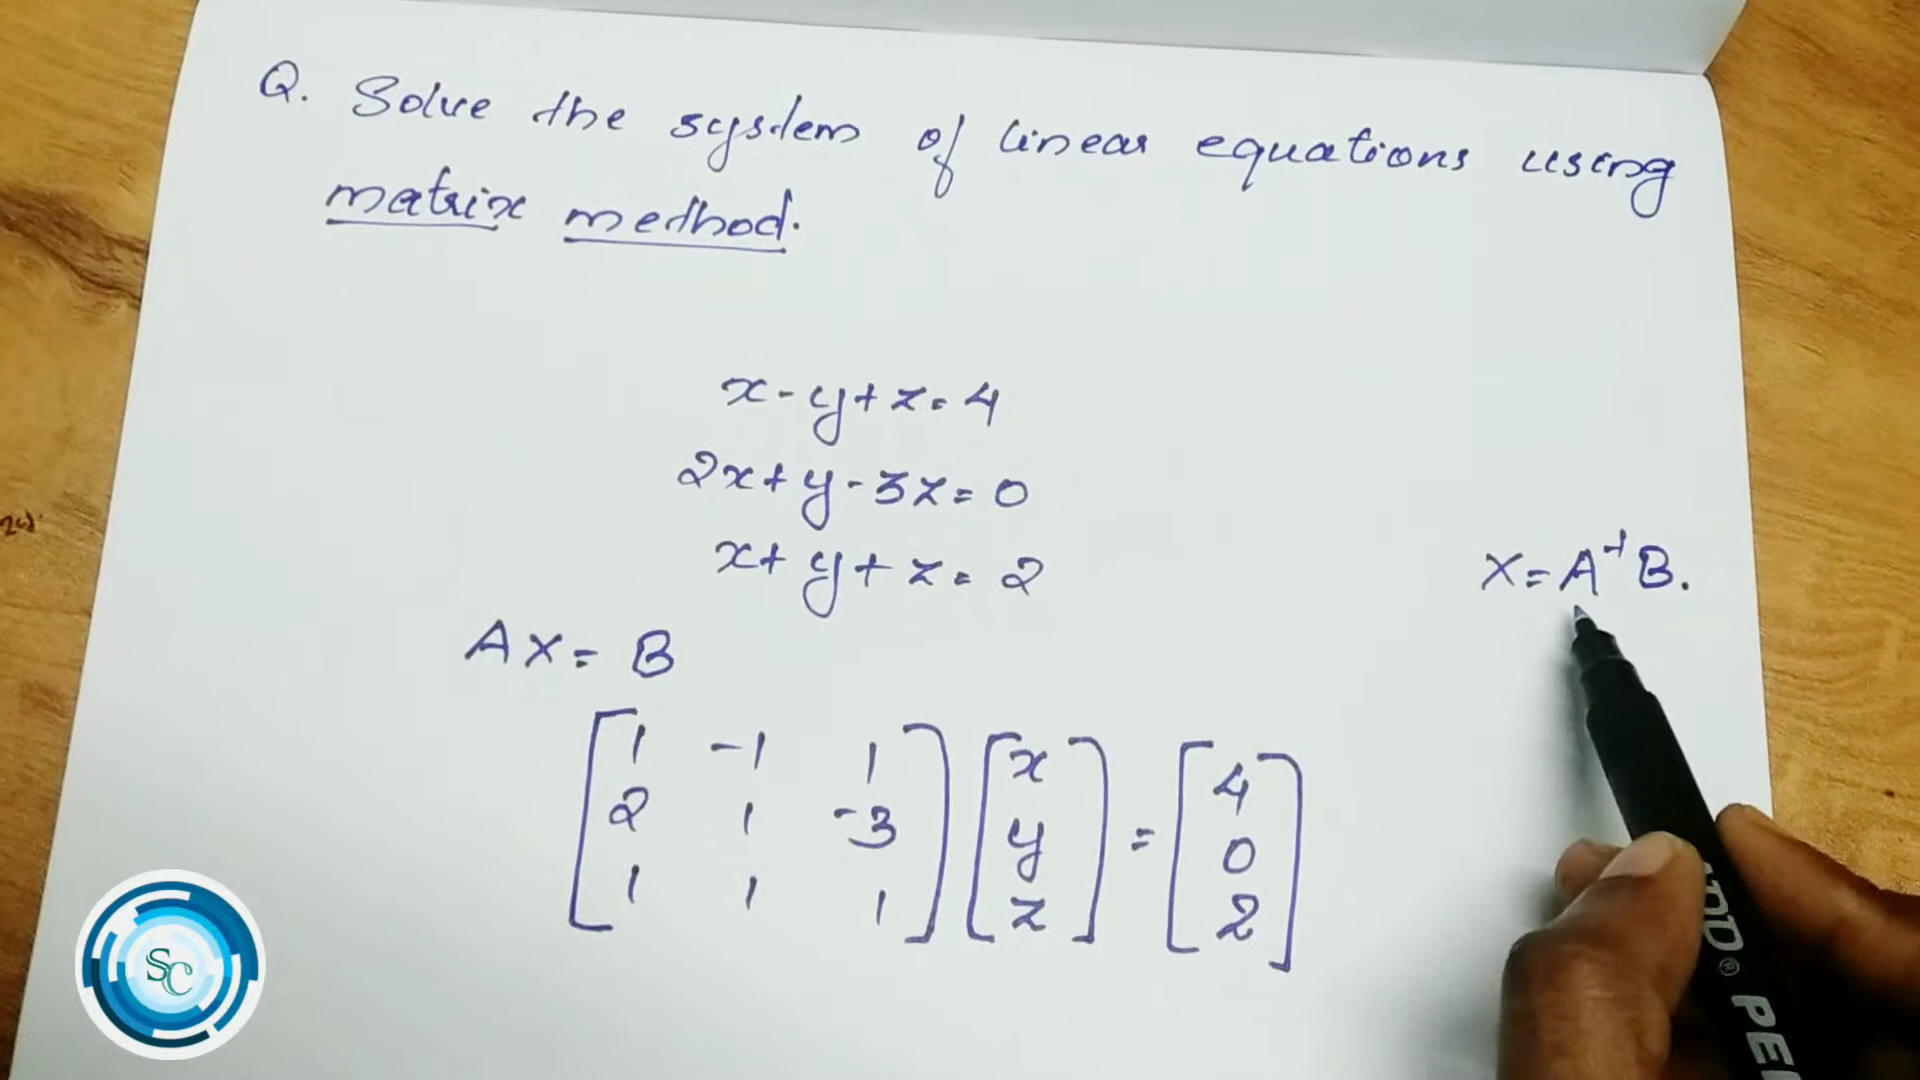 Q. Solve the system of linear equations using
matrix method.
x - y + z = 4
2x + y - 3z = 0
x + y + z = 2
X = A⁻¹ B.
AX = B
[1 -1 1] [x] = [4]
[2 1 -3] [y] [0]
[1 1 1] [z] [2]
SC